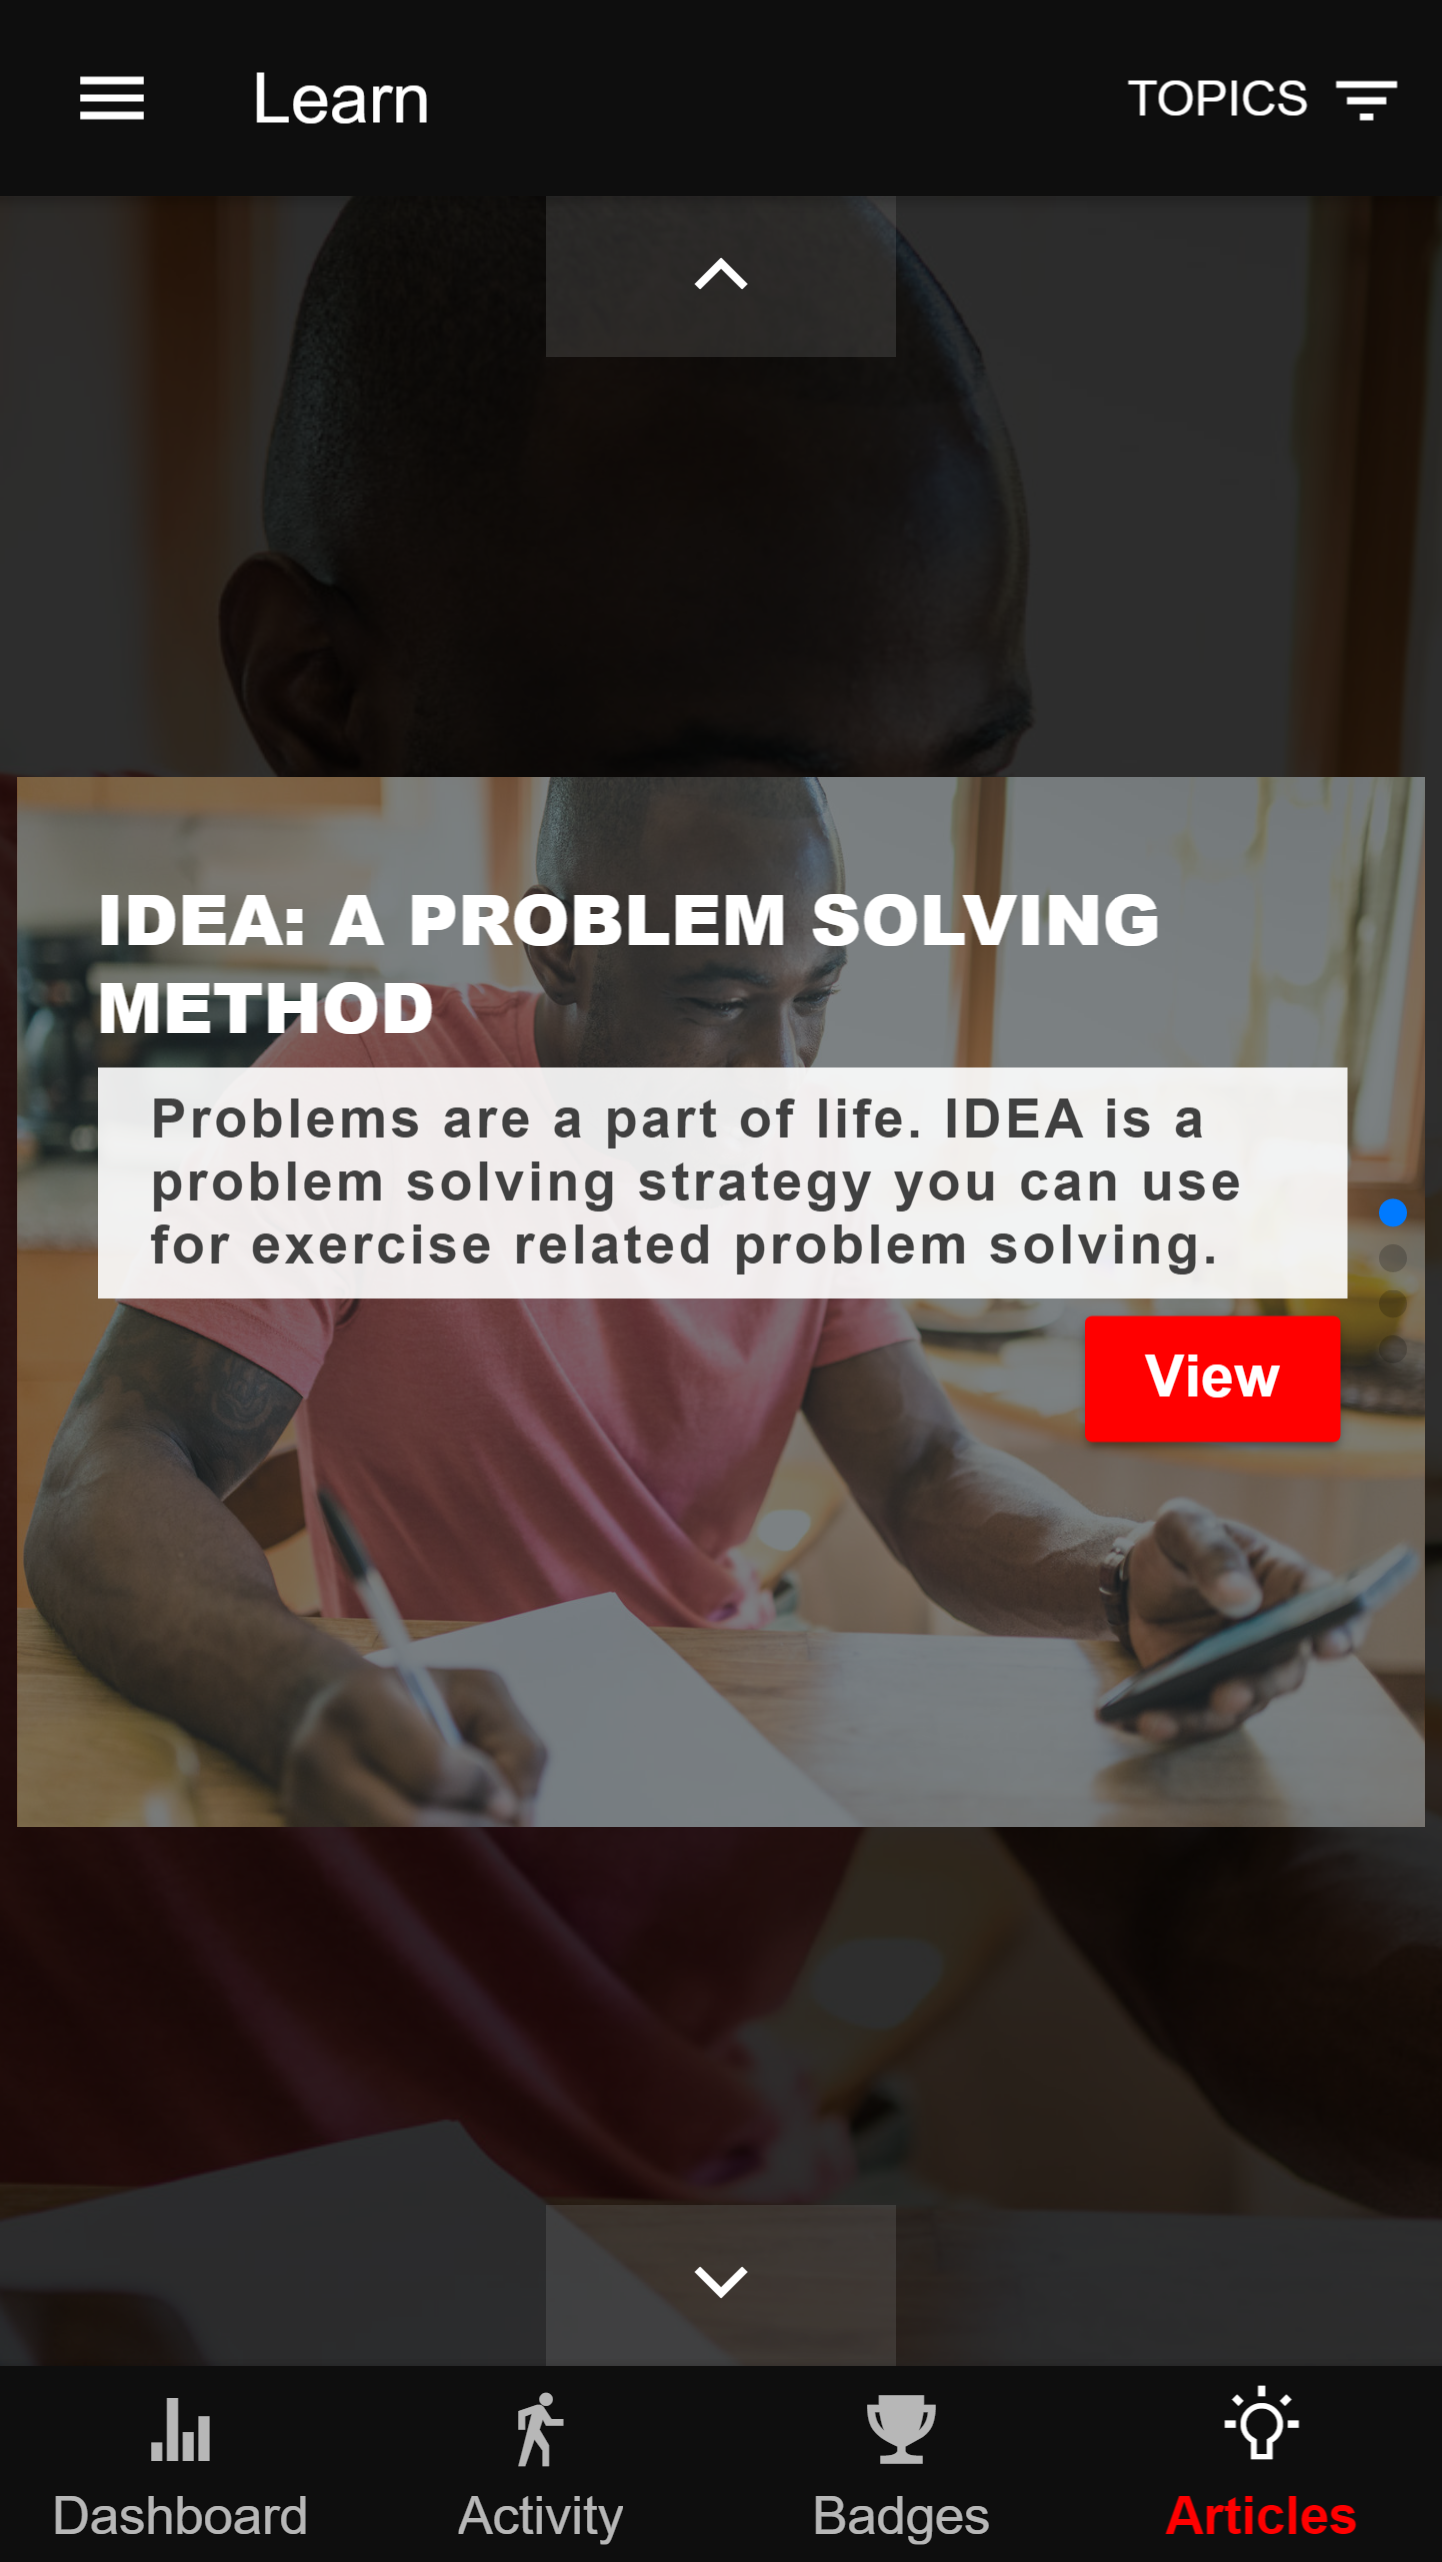 Learn
TOPICS
IDEA: A PROBLEM SOLVING
METHOD
Problems are a part of life. IDEA is a
problem solving strategy you can use
for exercise related problem solving.
View
Dashboard
Activity
Badges
Articles